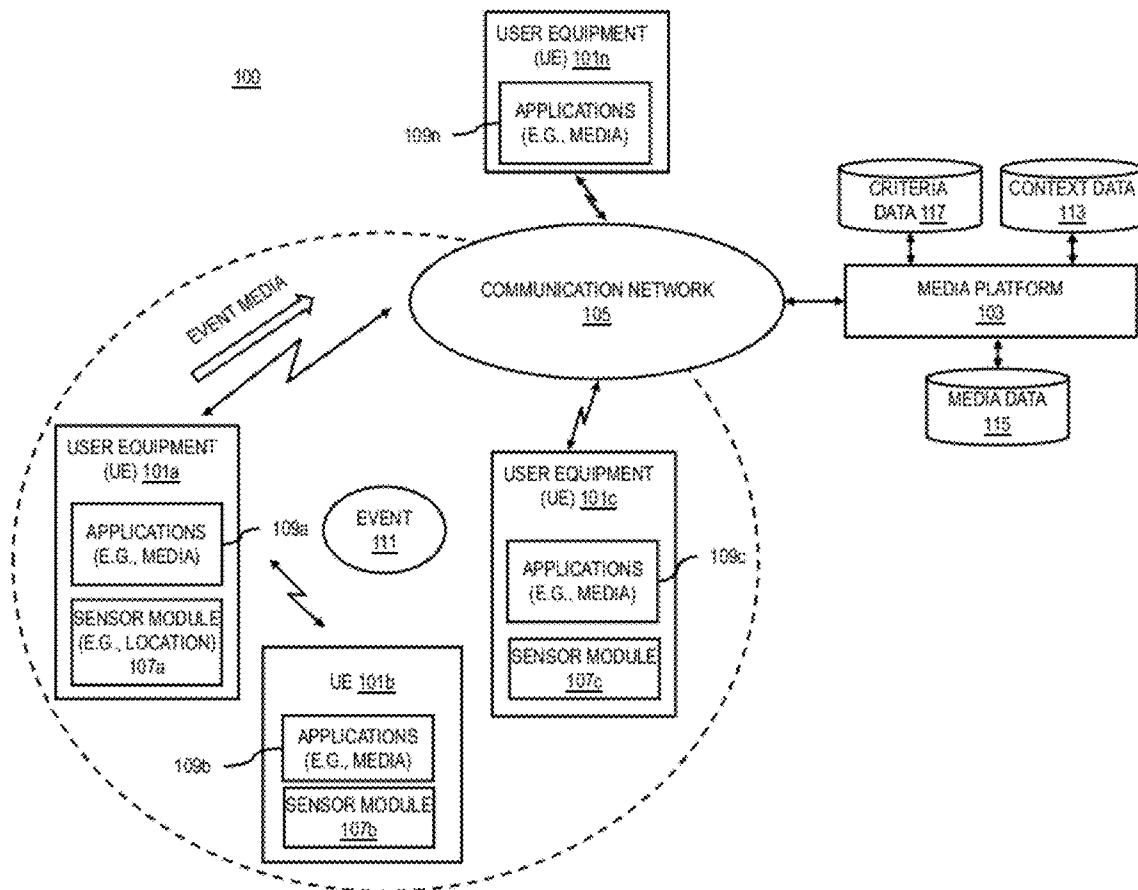 100
USER EQUIPMENT
(UE) 101n
APPLICATIONS
(E.G., MEDIA)
109n
CRITERIA
DATA 117
CONTEXT DATA
113
COMMUNICATION NETWORK
105
MEDIA PLATFORM
103
MEDIA DATA
115
EVENT MEDIA
USER EQUIPMENT
(UE) 101a
APPLICATIONS
(E.G., MEDIA)
109a
SENSOR MODULE
(E.G., LOCATION)
107a
EVENT
111
USER EQUIPMENT
(UE) 101c
APPLICATIONS
(E.G., MEDIA)
109c
SENSOR MODULE
107c
UE 101b
APPLICATIONS
(E.G., MEDIA)
109b
SENSOR MODULE
107b